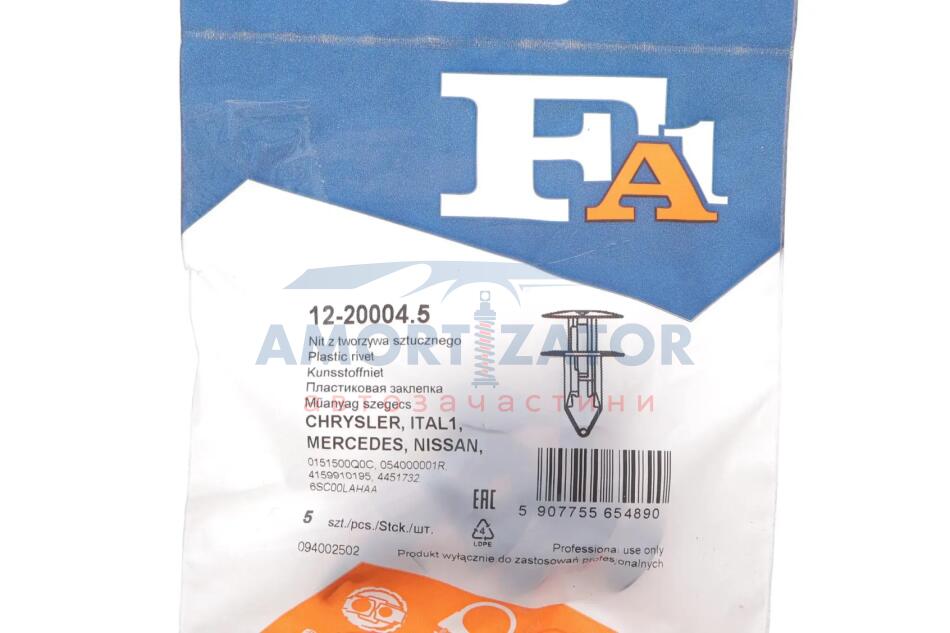 FA1
12-20004.5
Nit z tworzywa sztucznego
Plastic rivet
Kunsstoffniet
Пластиковая заклепка
Műanyag szegecs
CHRYSLER, ITAL1,
MERCEDES, NISSAN,
0151500Q0C, 054000001R,
4159910195, 4451732
6SC00LAHAA
5 szt./pcs./Stck./шт.
094002502
EAC
4
LDPE
5 907755 654890
Professional use only
Produkt wyłącznie do zastosowań profesjonalnych
AMORTIZATOR
автозачастини